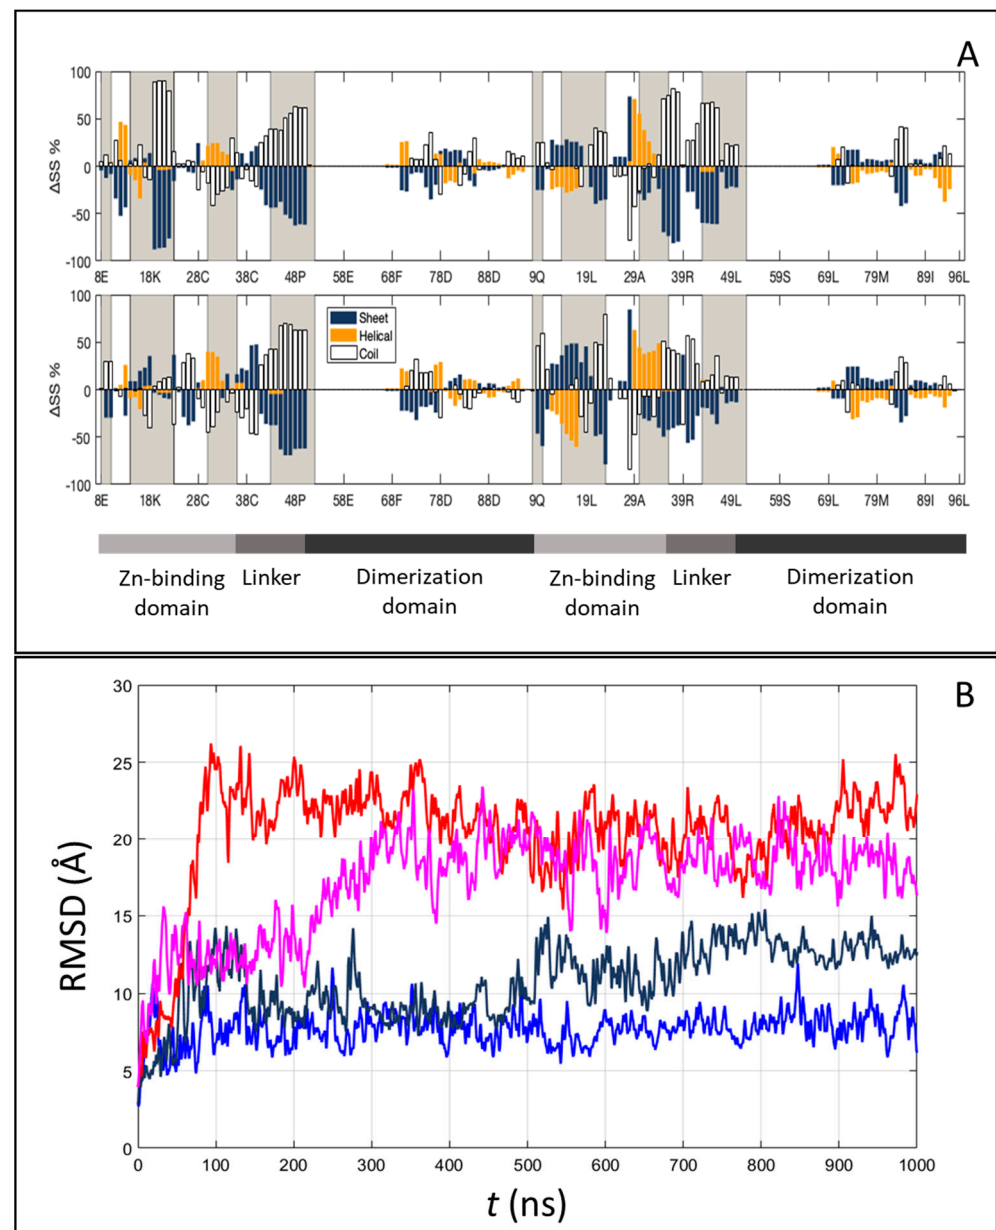 A
100
50
0
-50
-100
ΔSS %
8E 18K 28C 38C 48P 58E 68F 78D 88D 9Q 19L 29A 39R 49L 59S 69L 79M 89I 96L
100
50
0
-50
-100
ΔSS %
Sheet
Helical
Coil
8E 18K 28C 38C 48P 58E 68F 78D 88D 9Q 19L 29A 39R 49L 59S 69L 79M 89I 96L
Zn-binding domain
Linker
Dimerization domain
Zn-binding domain
Linker
Dimerization domain
B
30
25
20
15
10
5
0
RMSD (Å)
0 100 200 300 400 500 600 700 800 900 1000
t (ns)